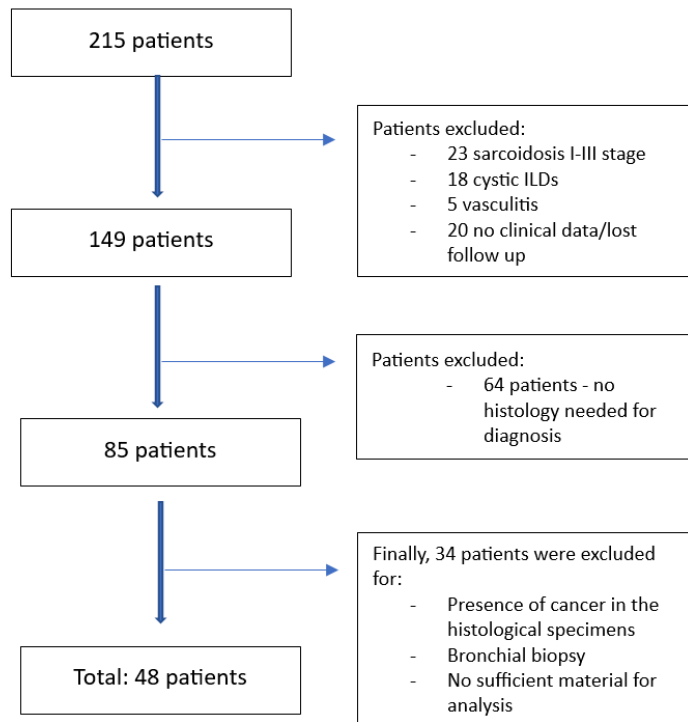 215 patients
Patients excluded:
- 23 sarcoidosis I-III stage
- 18 cystic ILDs
- 5 vasculitis
- 20 no clinical data/lost
follow up
149 patients
Patients excluded:
- 64 patients - no
histology needed for
diagnosis
85 patients
Finally, 34 patients were excluded
for:
- Presence of cancer in the
histological specimens
- Bronchial biopsy
- No sufficient material for
analysis
Total: 48 patients